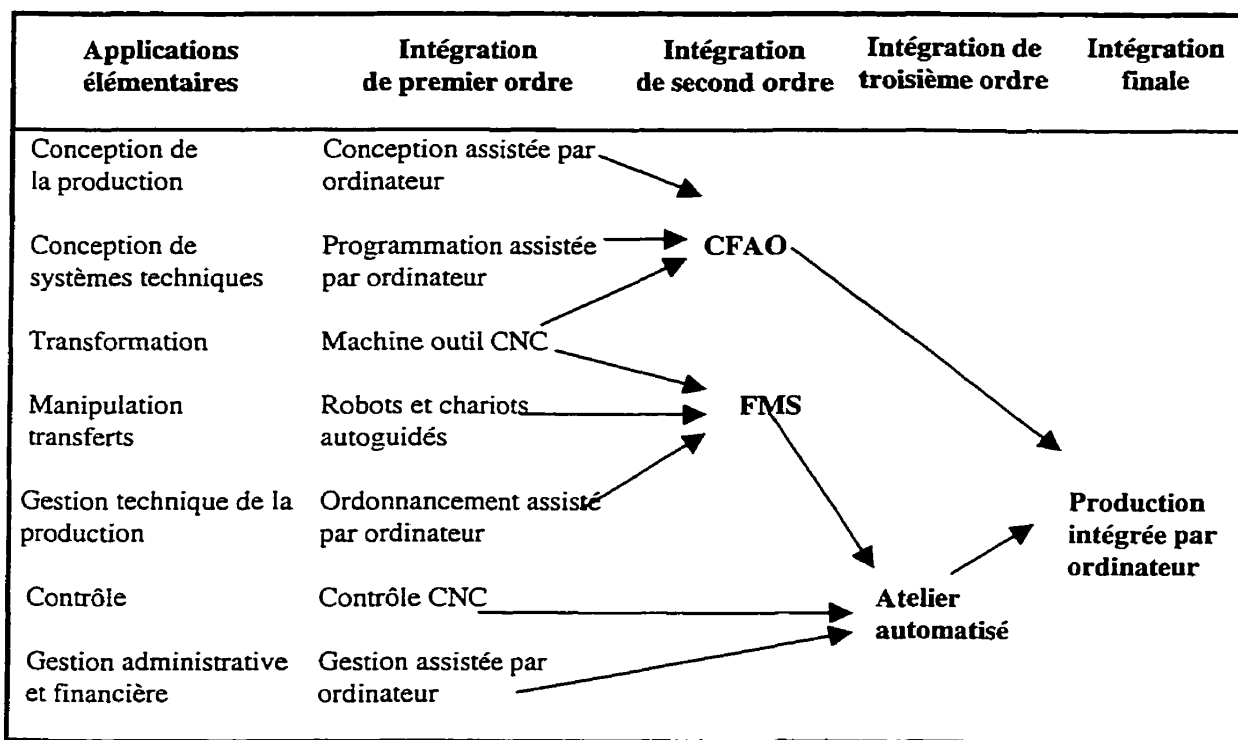 Applications
élémentaires
Intégration
de premier ordre
Intégration
de second ordre
Intégration de
troisième ordre
Intégration
finale
Conception de
la production
Conception assistée par
ordinateur
Conception de
systèmes techniques
Programmation assistée
par ordinateur
CFAO
Transformation
Machine outil CNC
Manipulation
transferts
Robots et chariots
autoguidés
FMS
Gestion technique de la
production
Ordonnancement assisté
par ordinateur
Production
intégrée par
ordinateur
Contrôle
Contrôle CNC
Atelier
automatisé
Gestion administrative
et financière
Gestion assistée par
ordinateur